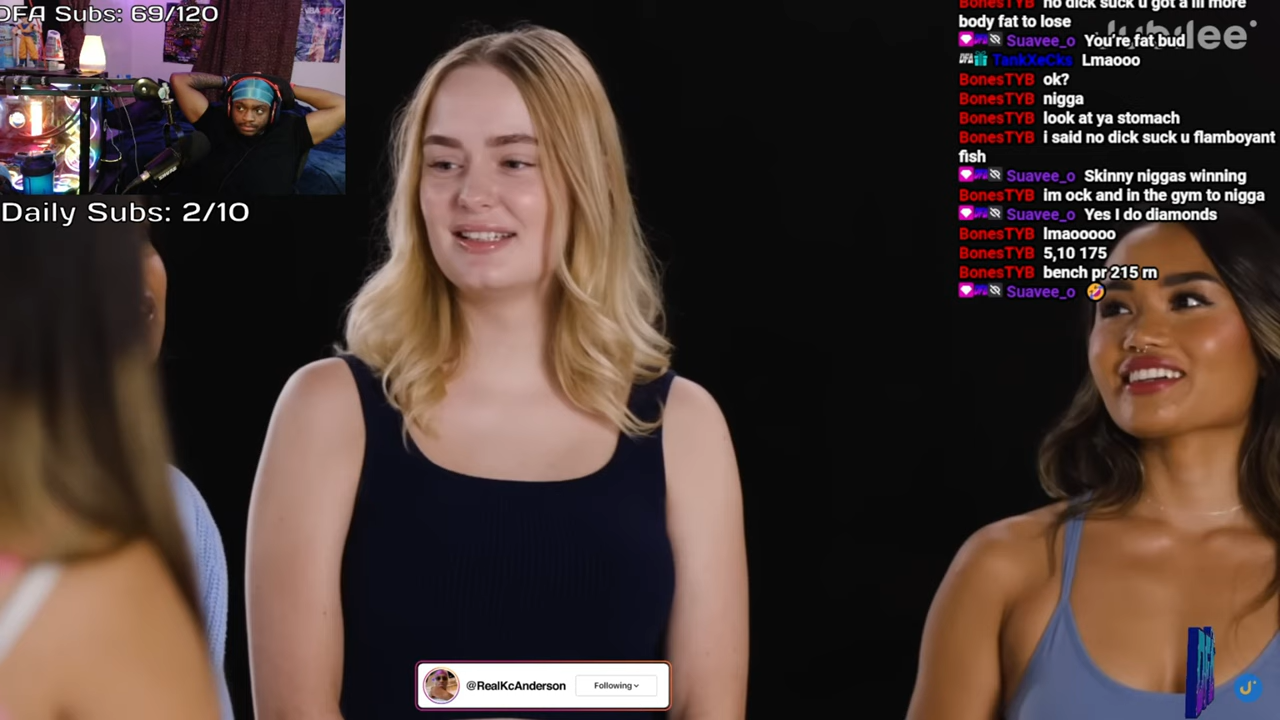 DFA Subs: 69/120
Daily Subs: 2/10
Jubilee
BonesTYB no dick suck u got a lil more
body fat to lose
Suavee_o You're fat bud
TankXeCks Lmaooo
BonesTYB ok?
BonesTYB nigga
BonesTYB look at ya stomach
BonesTYB i said no dick suck u flamboyant
fish
Suavee_o Skinny niggas winning
BonesTYB im ock and in the gym to nigga
Suavee_o Yes I do diamonds
BonesTYB lmaooooo
BonesTYB 5,10 175
BonesTYB bench pr 215 rn
Suavee_o 🤣
@RealKcAnderson
Following